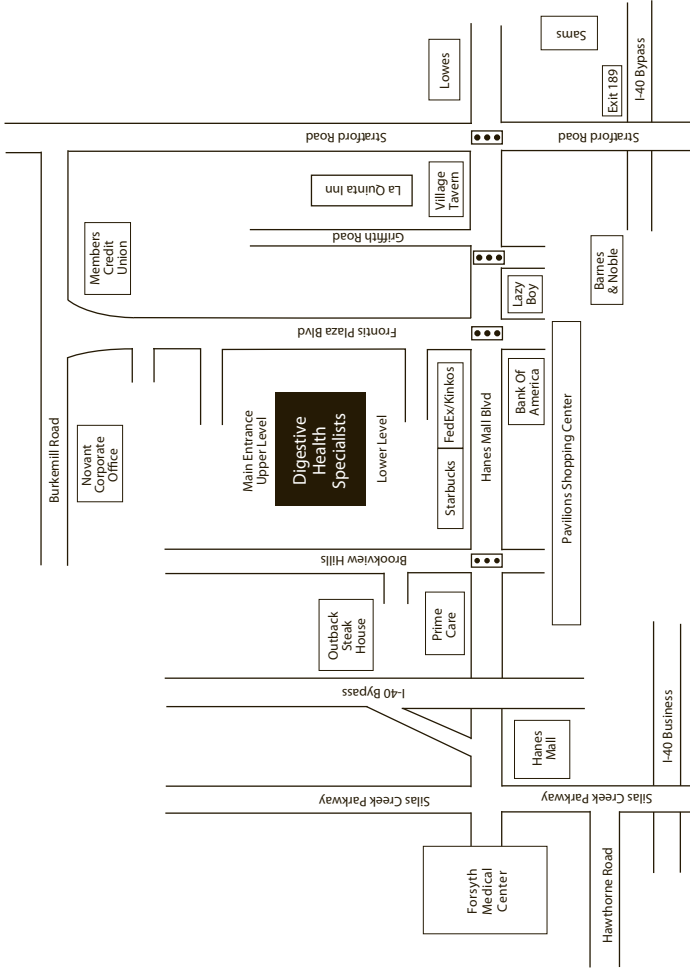 Sams
Lowes
Exit 189
I-40 Bypass
Stratford Road
Stratford Road
La Quinta Inn
Village
Tavern
Griffith Road
Members
Credit
Union
Barnes
& Noble
Lazy
Boy
Frontis Plaza Blvd
Burkemill Road
Novant
Corporate
Office
Main Entrance
Upper Level
Digestive
Health
Specialists
Lower Level
FedEx/Kinkos
Starbucks
Hanes Mall Blvd
Bank Of
America
Pavilions Shopping Center
Brookview Hills
Outback
Steak
House
Prime
Care
I-40 Bypass
Hanes
Mall
I-40 Business
Silas Creek Parkway
Silas Creek Parkway
Forsyth
Medical
Center
Hawthorne Road